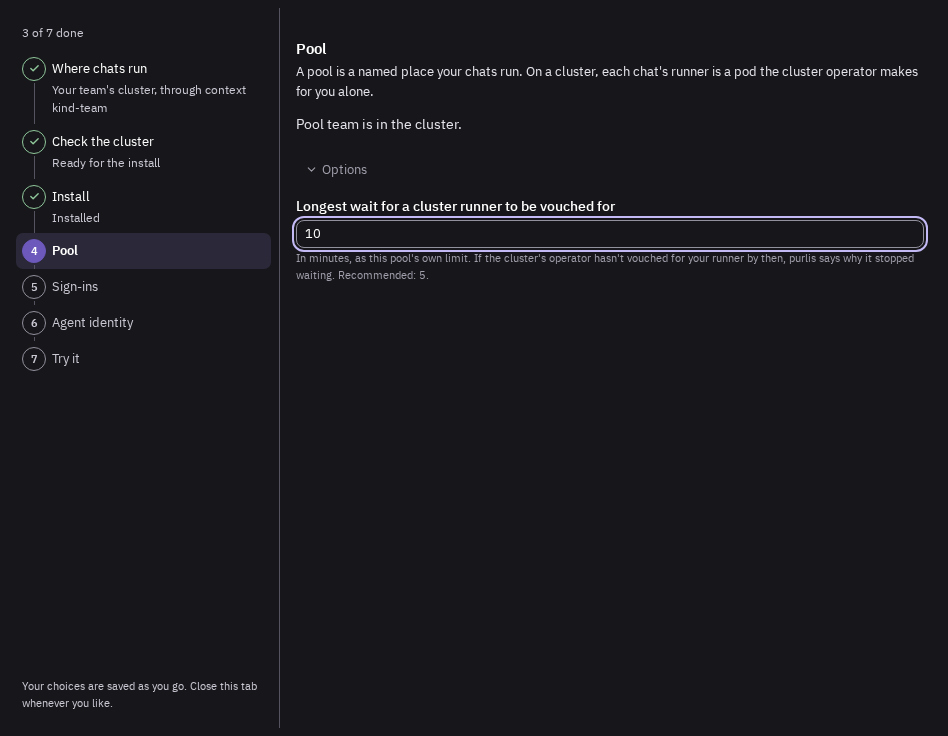 3 of 7 done
Where chats run
Your team's cluster, through context
kind-team
Check the cluster
Ready for the install
Install
Installed
4 Pool
5 Sign-ins
6 Agent identity
7 Try it
Your choices are saved as you go. Close this tab
whenever you like.
Pool
A pool is a named place your chats run. On a cluster, each chat's runner is a pod the cluster operator makes
for you alone.
Pool team is in the cluster.
Options
Longest wait for a cluster runner to be vouched for
10
In minutes, as this pool's own limit. If the cluster's operator hasn't vouched for your runner by then, purlis says why it stopped
waiting. Recommended: 5.